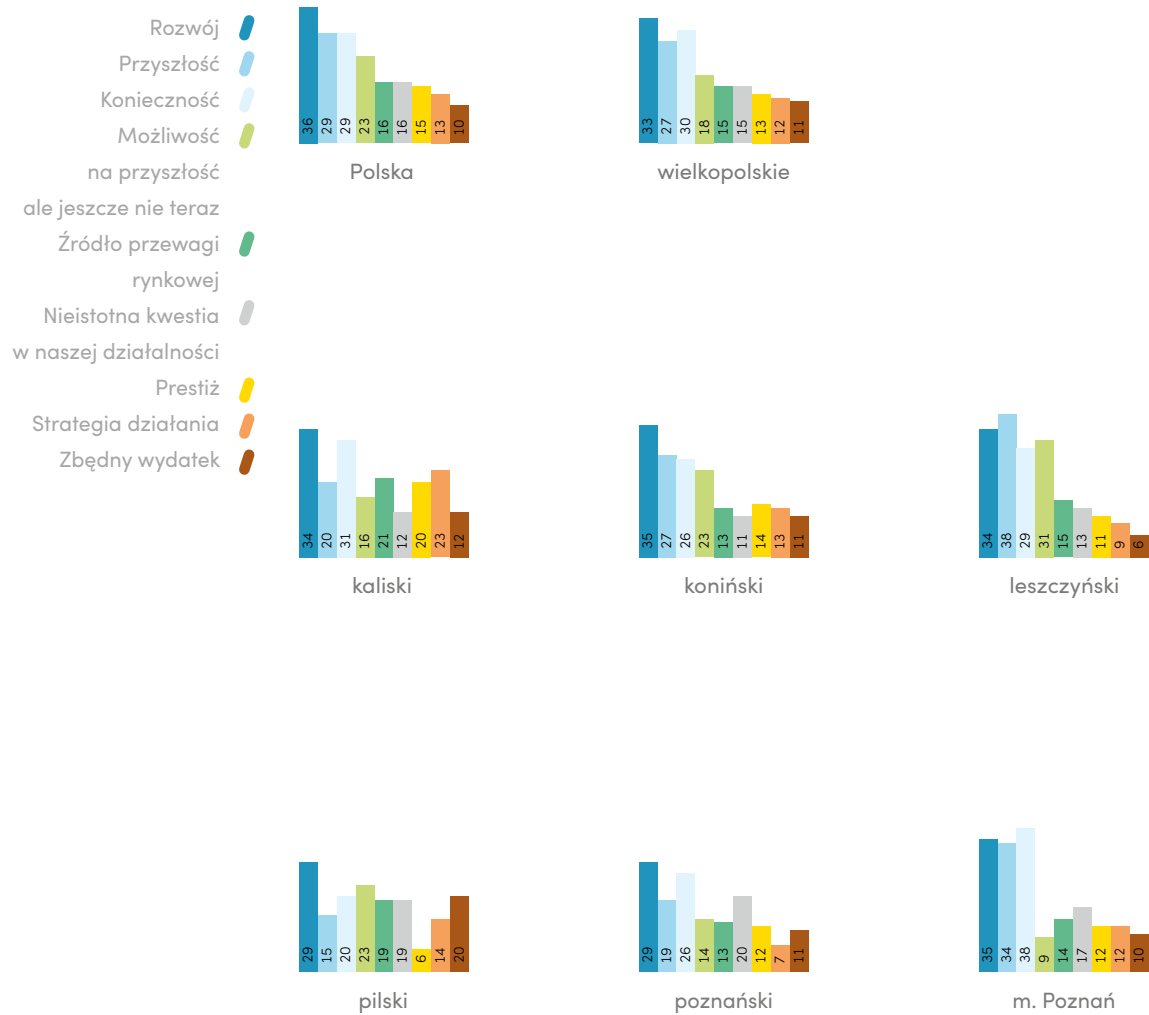 Rozwój
Przyszłość
Konieczność
Możliwość
na przyszłość
ale jeszcze nie teraz
Źródło przewagi
rynkowej
Nieistotna kwestia
w naszej działalności
Prestiż
Strategia działania
Zbędny wydatek
36 29 29 23 16 16 15 13 10
Polska
33 27 30 18 15 15 13 12 11
wielkopolskie
34 20 31 16 21 12 20 23 12
kaliski
35 27 26 23 13 11 14 13 11
koniński
34 38 29 31 15 13 11 9 6
leszczyński
29 15 20 23 19 19 6 14 20
pilski
29 19 26 14 13 20 12 7 11
poznański
35 34 38 9 14 17 12 12 10
m. Poznań